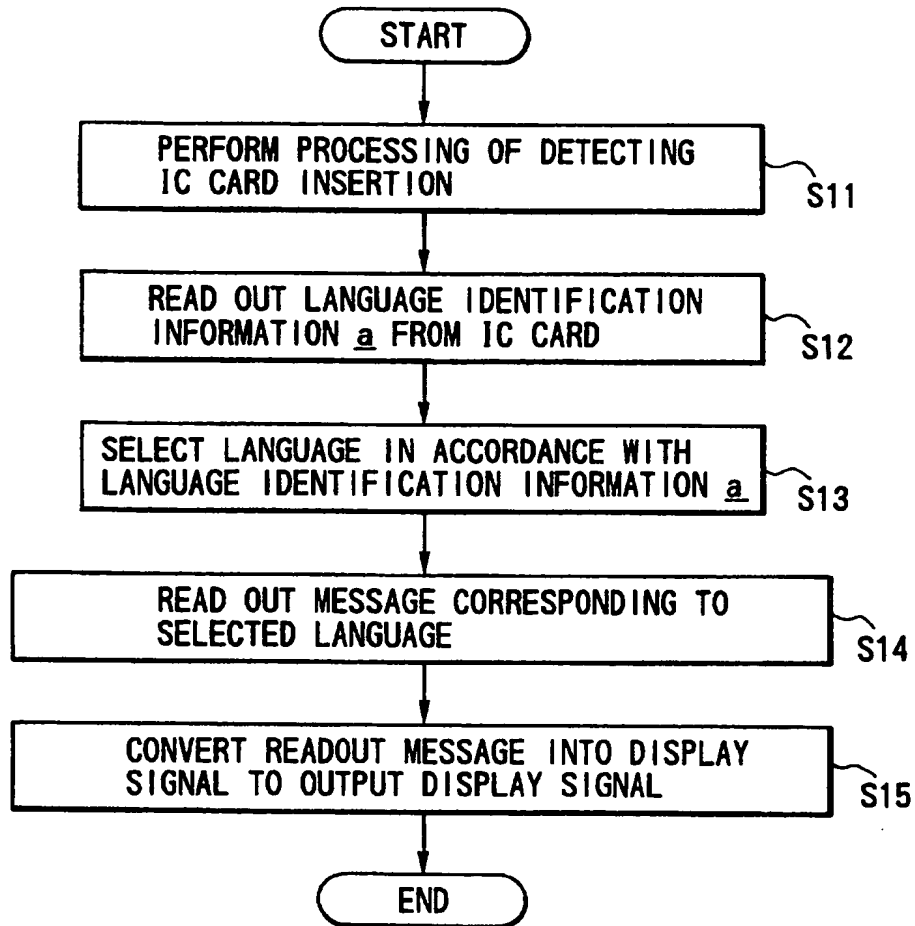 START
PERFORM PROCESSING OF DETECTING
IC CARD INSERTION
S11
READ OUT LANGUAGE IDENTIFICATION
INFORMATION a FROM IC CARD
S12
SELECT LANGUAGE IN ACCORDANCE WITH
LANGUAGE IDENTIFICATION INFORMATION a
S13
READ OUT MESSAGE CORRESPONDING TO
SELECTED LANGUAGE
S14
CONVERT READOUT MESSAGE INTO DISPLAY
SIGNAL TO OUTPUT DISPLAY SIGNAL
S15
END